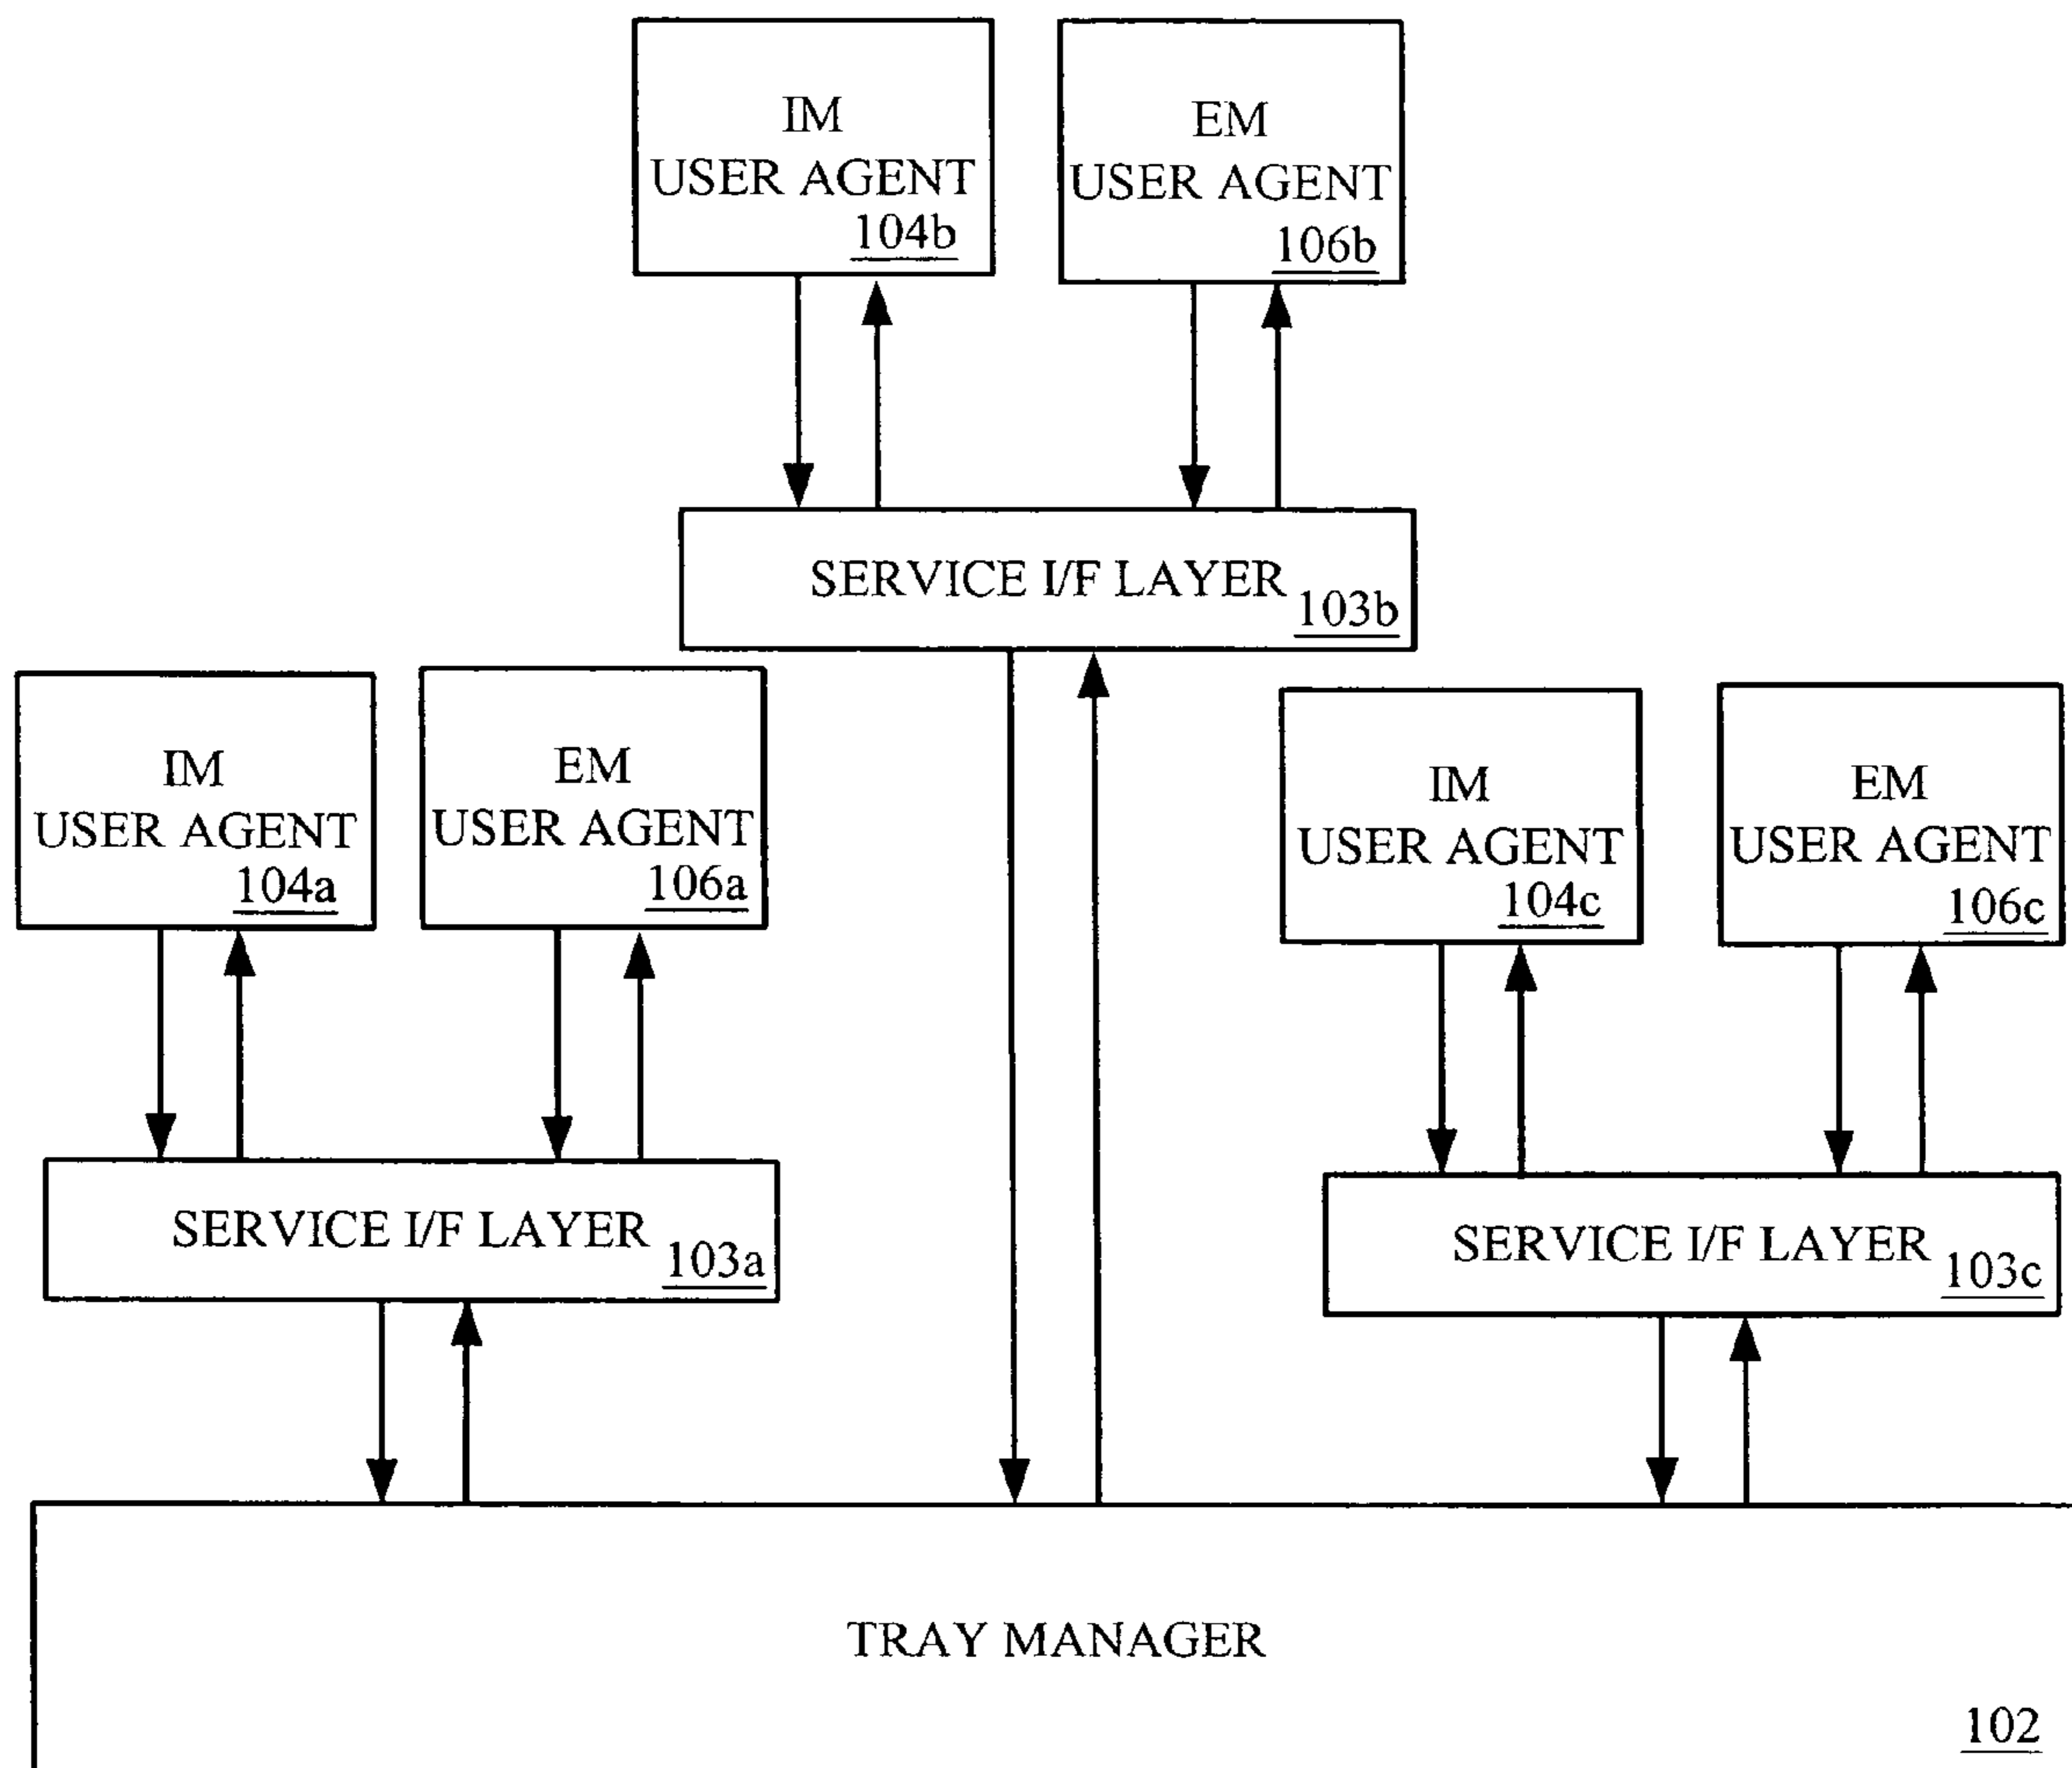 IM
USER AGENT
104b
EM
USER AGENT
106b
SERVICE I/F LAYER
103b
IM
USER AGENT
104a
EM
USER AGENT
106a
IM
USER AGENT
104c
EM
USER AGENT
106c
SERVICE I/F LAYER
103a
SERVICE I/F LAYER
103c
TRAY MANAGER
102